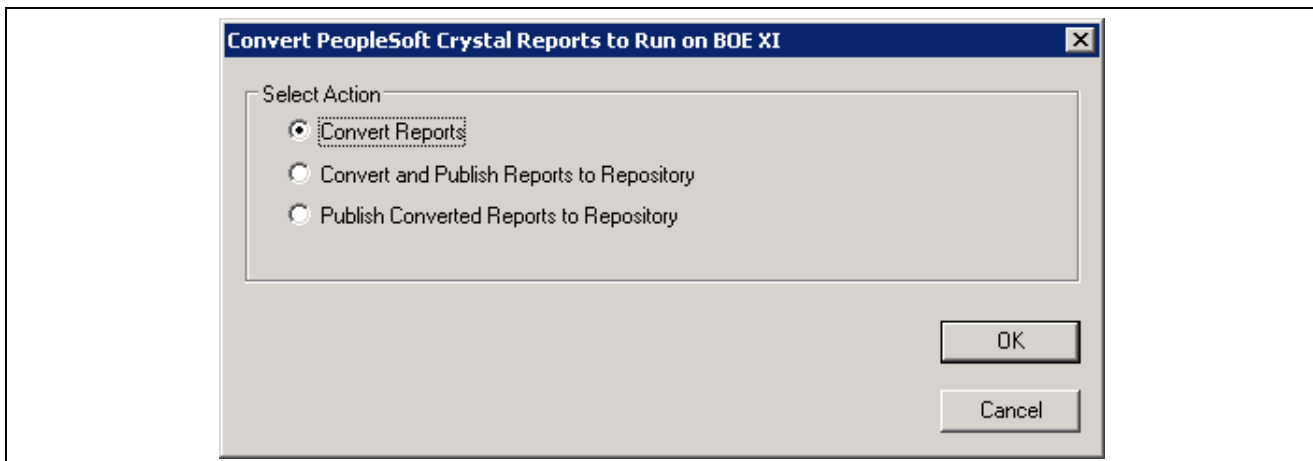 Convert PeopleSoft Crystal Reports to Run on BOE XI
Select Action
Convert Reports
Convert and Publish Reports to Repository
Publish Converted Reports to Repository
OK
Cancel